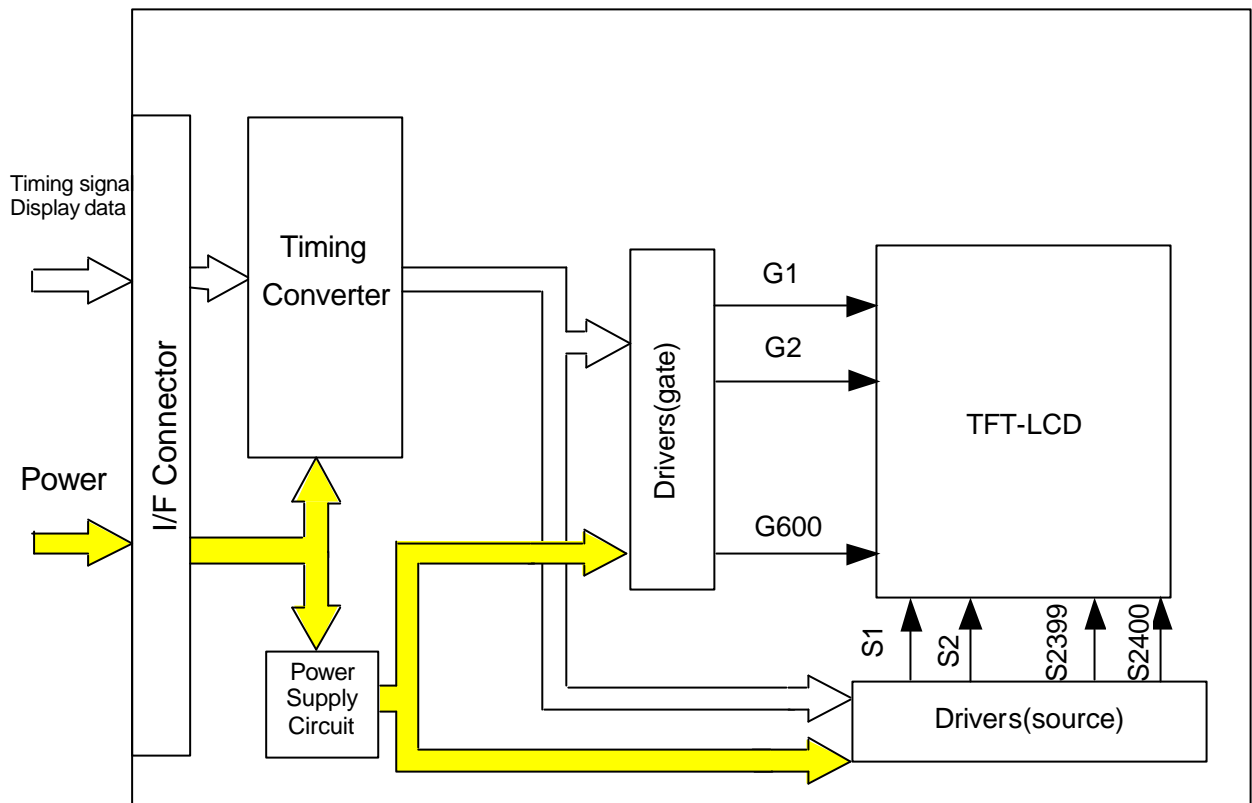 Timing signal
Display data
Power
I/F Connector
Timing
Converter
Power
Supply
Circuit
Drivers(gate)
G1
G2
G600
TFT-LCD
S1
S2
S2399
S2400
Drivers(source)